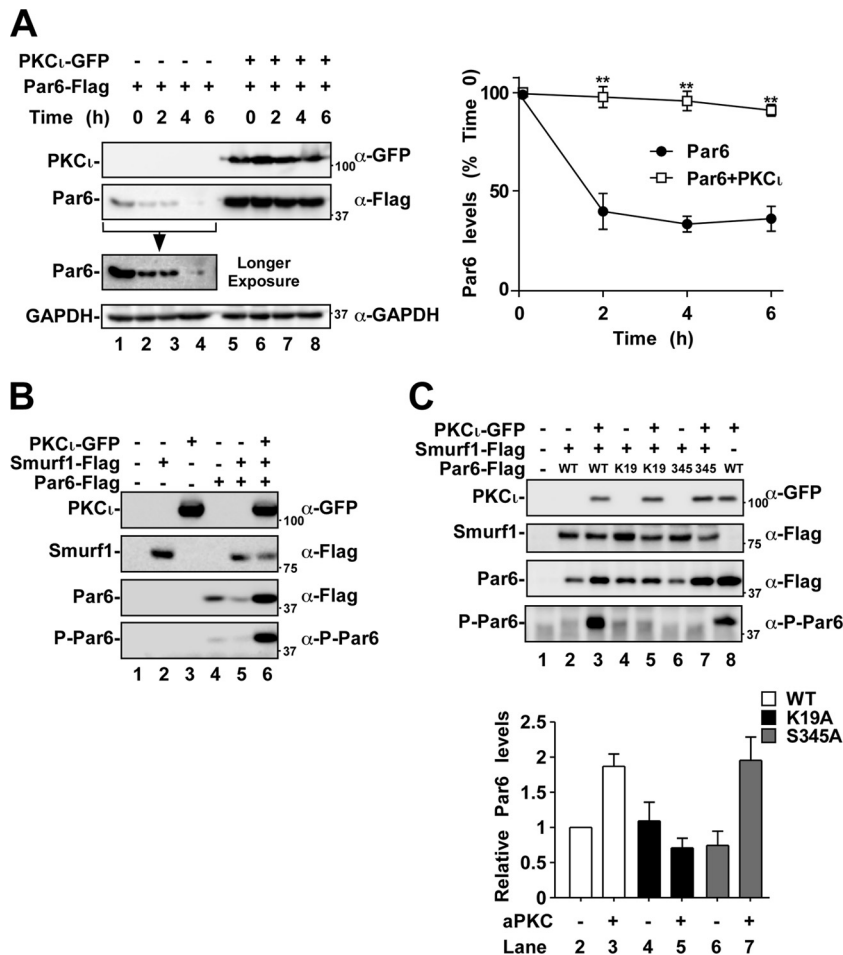 A
PKCι-GFP - - - - + + + +
Par6-Flag + + + + + + + +
Time (h) 0 2 4 6 0 2 4 6
PKCι- 100 α-GFP
Par6- 37 α-Flag
Par6- Longer Exposure
GAPDH- 37 α-GAPDH
1 2 3 4 5 6 7 8
Par6 levels (% Time 0)
100
50
0
** ** **
Par6
Par6+PKCι
0 2 4 6
Time (h)
B
PKCι-GFP - - + - - +
Smurf1-Flag - + - - + +
Par6-Flag - - - + + +
PKCι- 100 α-GFP
Smurf1- 75 α-Flag
Par6- 37 α-Flag
P-Par6- 37 α-P-Par6
1 2 3 4 5 6
C
PKCι-GFP - - + - + - + +
Smurf1-Flag - + + + + + + -
Par6-Flag - WT WT K19 K19 345 345 WT
PKCι- 100 α-GFP
Smurf1- 75 α-Flag
Par6- 37 α-Flag
P-Par6- 37 α-P-Par6
1 2 3 4 5 6 7 8
WT
K19A
S345A
Relative Par6 levels
2.5
2
1.5
1
0.5
0
aPKC - + - + - +
Lane 2 3 4 5 6 7